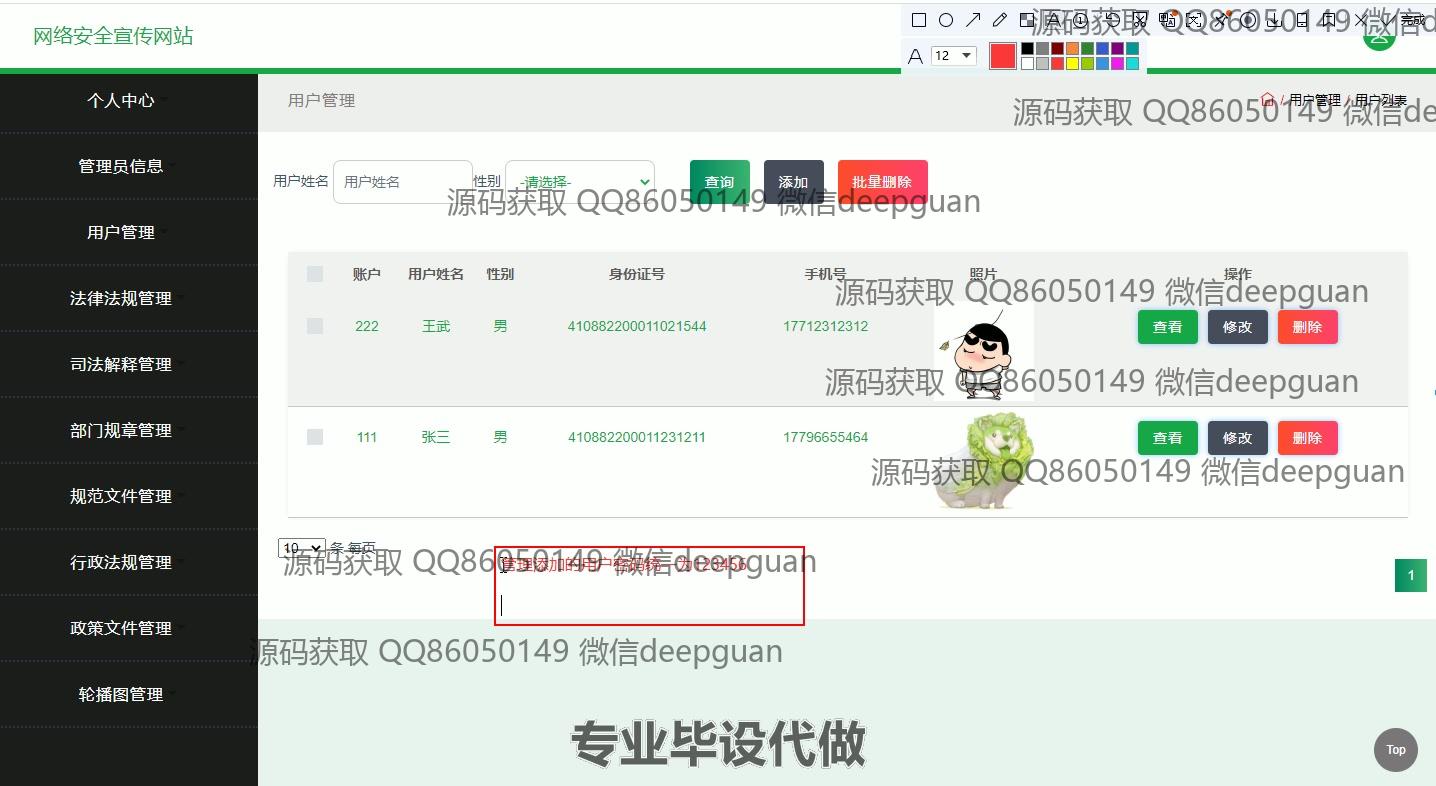 网络安全宣传网站
源码获取 QQ86050149 微信d
完成
A 12
个人中心
管理员信息
用户管理
法律法规管理
司法解释管理
部门规章管理
规范文件管理
行政法规管理
政策文件管理
轮播图管理
用户管理
/ 用户管理 / 用户列表
源码获取 QQ86050149 微信de
用户姓名 用户姓名 性别 -请选择- 查询 添加 批量删除
源码获取 QQ86050149 微信deepguan
账户 用户姓名 性别 身份证号 手机号 照片 操作
源码获取 QQ86050149 微信deepguan
222 王武 男 410882200011021544 17712312312 查看 修改 删除
源码获取 QQ86050149 微信deepguan
111 张三 男 410882200011231211 17796655464 查看 修改 删除
源码获取 QQ86050149 微信deepguan
10 条 每页
源码获取 QQ86050149 微信deepguan
管理添加的用户密码统一为123456
1
源码获取 QQ86050149 微信deepguan
专业毕设代做
Top